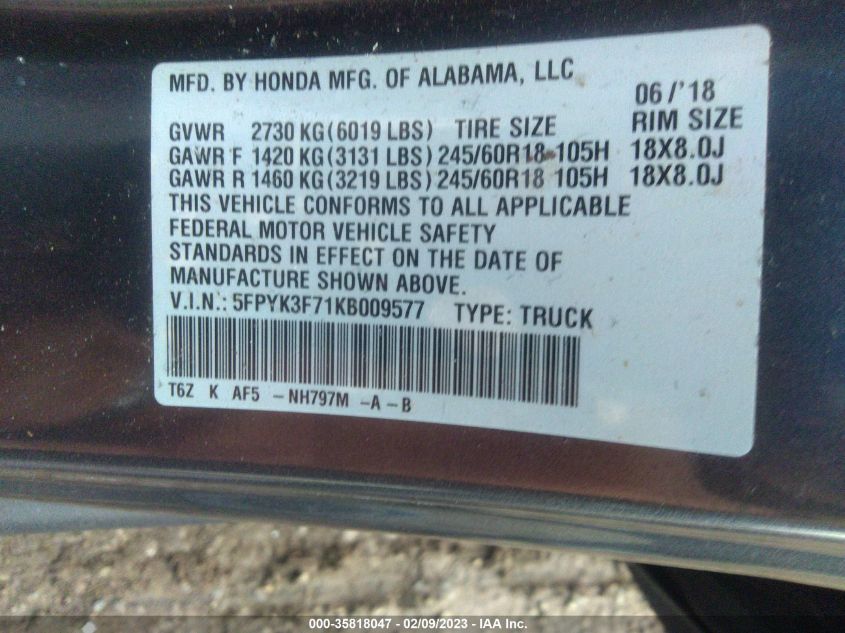 MFD. BY HONDA MFG. OF ALABAMA, LLC
06/'18
GVWR 2730 KG(6019 LBS) TIRE SIZE RIM SIZE
GAWR F 1420 KG(3131 LBS) 245/60R18 105H 18X8.0J
GAWR R 1460 KG(3219 LBS) 245/60R18 105H 18X8.0J
THIS VEHICLE CONFORMS TO ALL APPLICABLE
FEDERAL MOTOR VEHICLE SAFETY
STANDARDS IN EFFECT ON THE DATE OF
MANUFACTURE SHOWN ABOVE.
V.I.N.: 5FPYK3F71KB009577 TYPE: TRUCK
T6Z K AF5 -NH797M -A-B
000-35818047 - 02/09/2023 - IAA Inc.